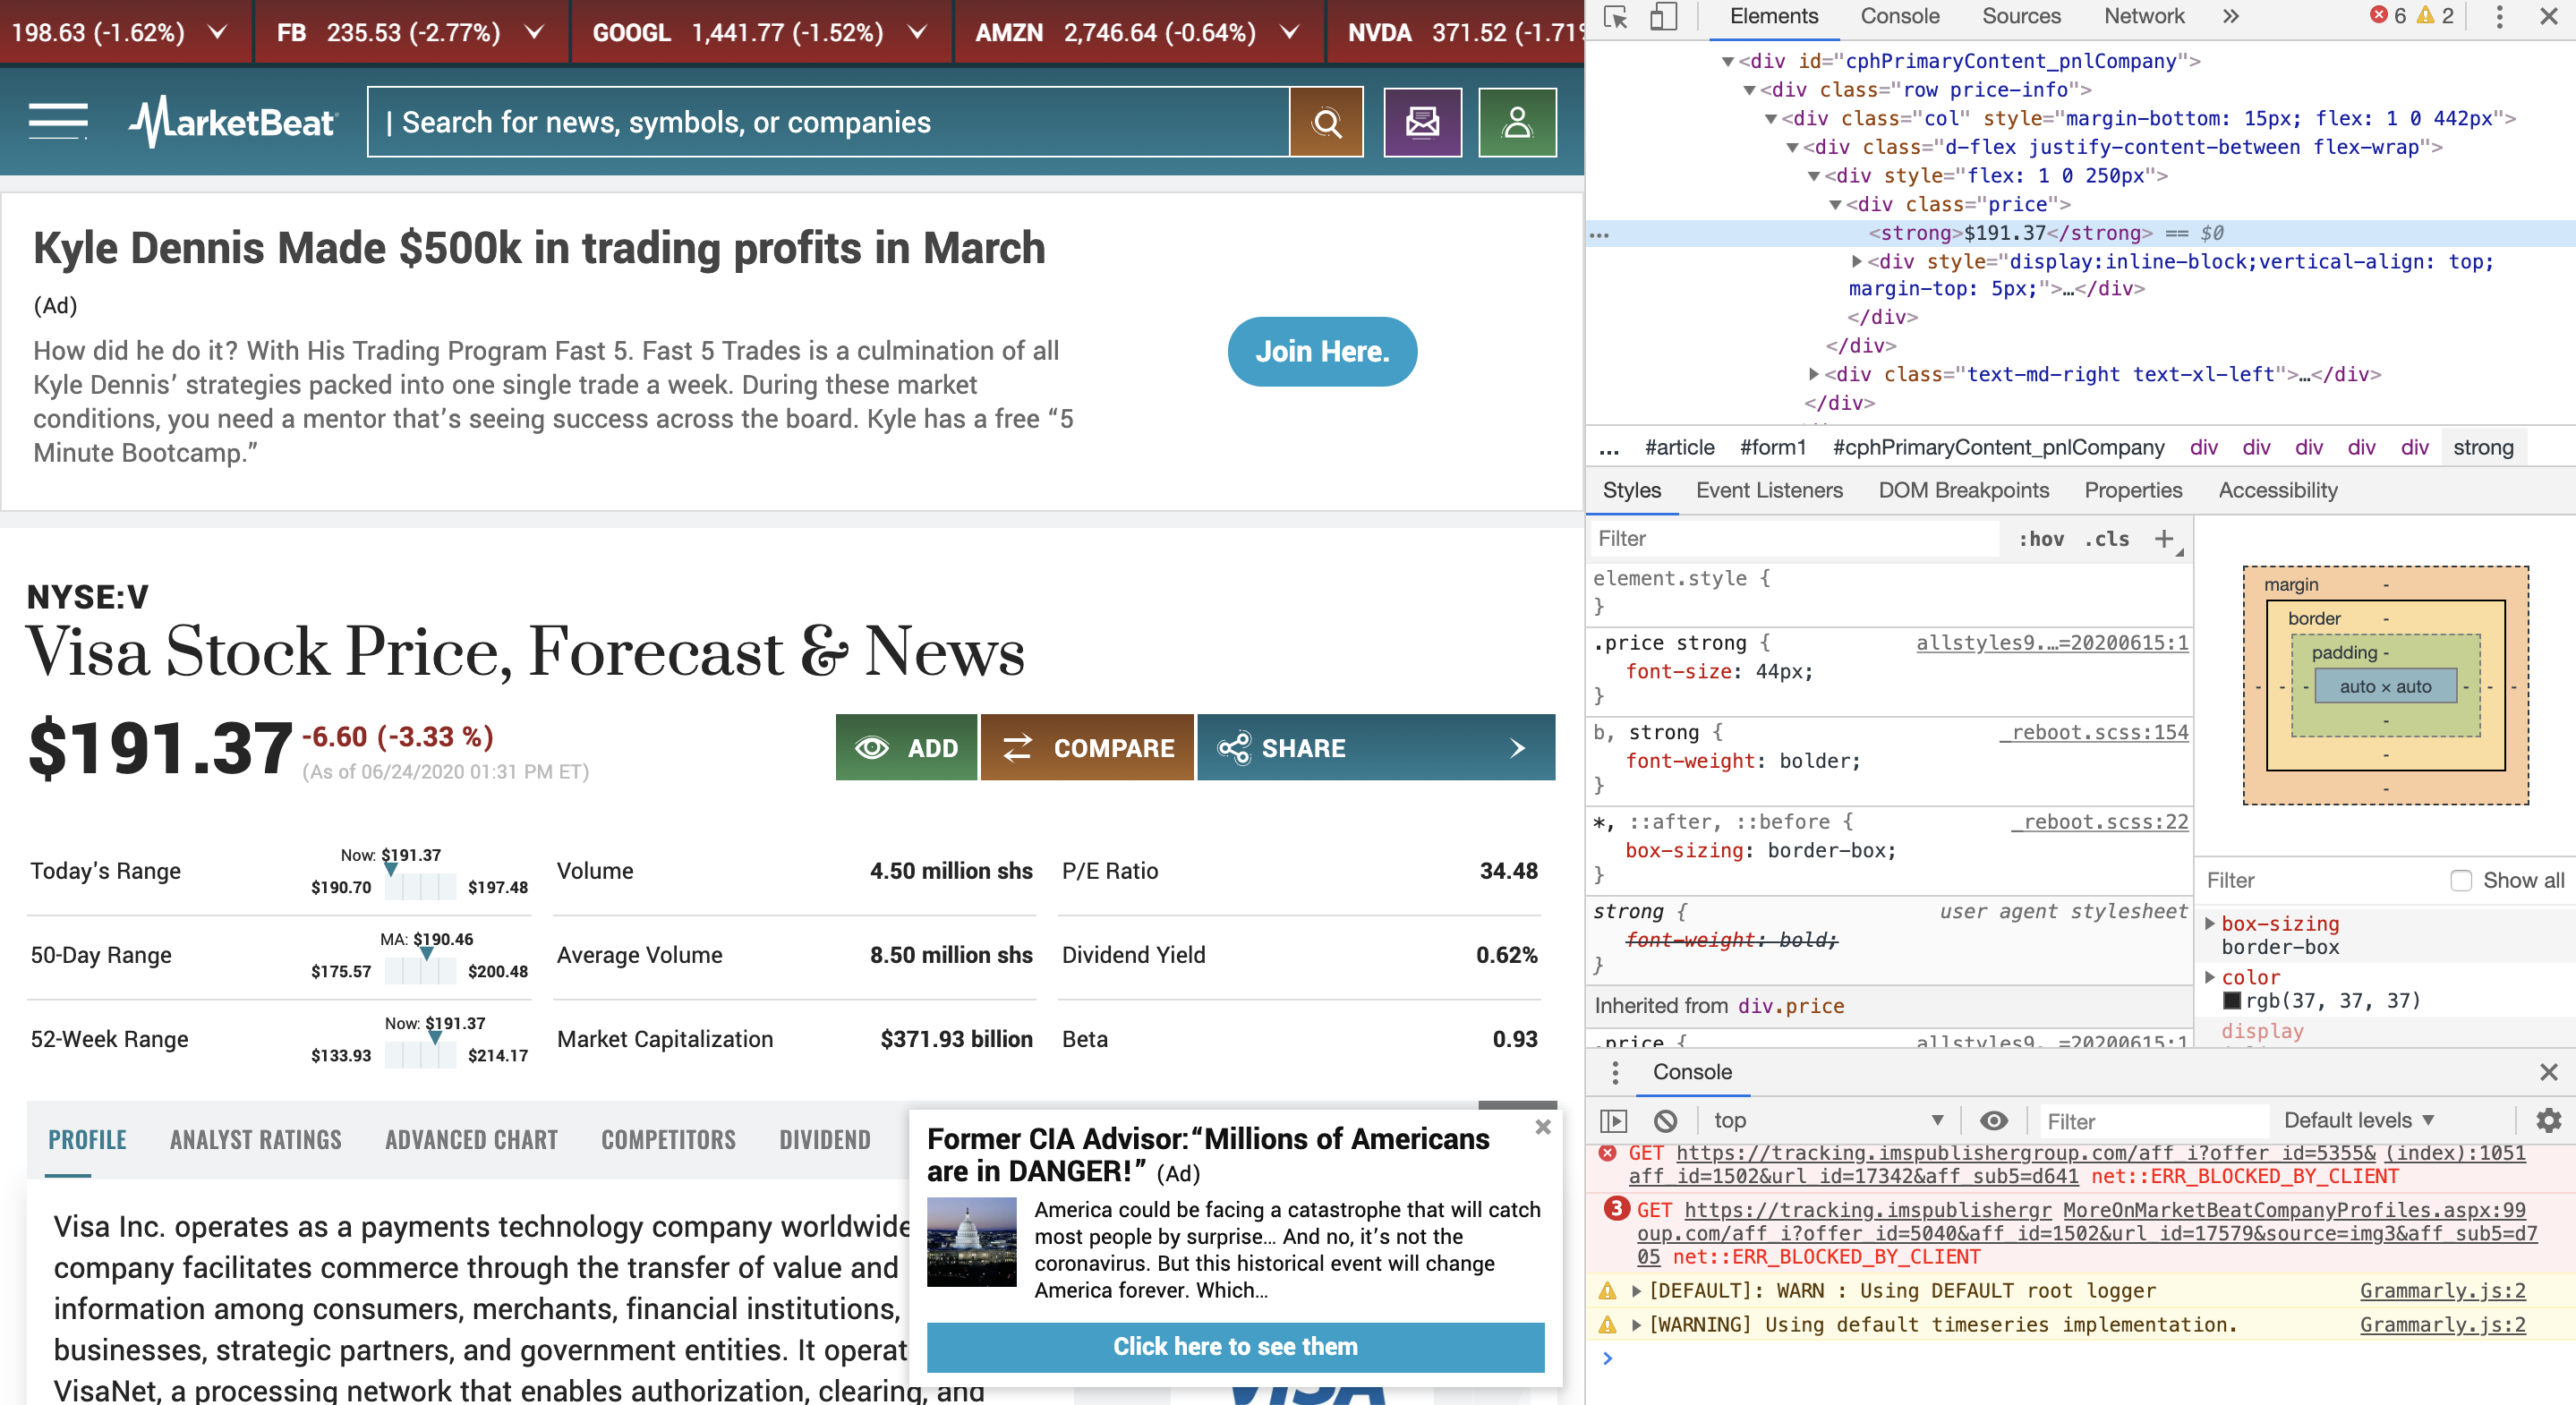 198.63 (-1.62%)
FB 235.53 (-2.77%)
GOOGL 1,441.77 (-1.52%)
AMZN 2,746.64 (-0.64%)
NVDA 371.52 (-1.71%
MarketBeat
| Search for news, symbols, or companies
Kyle Dennis Made $500k in trading profits in March
(Ad)
How did he do it? With His Trading Program Fast 5. Fast 5 Trades is a culmination of all
Kyle Dennis’ strategies packed into one single trade a week. During these market
conditions, you need a mentor that’s seeing success across the board. Kyle has a free “5
Minute Bootcamp.”
Join Here.
NYSE:V
Visa Stock Price, Forecast & News
$191.37 -6.60 (-3.33 %)
(As of 06/24/2020 01:31 PM ET)
ADD
COMPARE
SHARE
Today's Range
Now: $191.37
$190.70 $197.48
Volume 4.50 million shs
P/E Ratio 34.48
50-Day Range
MA: $190.46
$175.57 $200.48
Average Volume 8.50 million shs
Dividend Yield 0.62%
52-Week Range
Now: $191.37
$133.93 $214.17
Market Capitalization $371.93 billion
Beta 0.93
PROFILE ANALYST RATINGS ADVANCED CHART COMPETITORS DIVIDEND
Visa Inc. operates as a payments technology company worldwide
company facilitates commerce through the transfer of value and
information among consumers, merchants, financial institutions,
businesses, strategic partners, and government entities. It operat
VisaNet, a processing network that enables authorization, clearing, and
VISA
Former CIA Advisor:“Millions of Americans
are in DANGER!” (Ad)
America could be facing a catastrophe that will catch
most people by surprise… And no, it’s not the
coronavirus. But this historical event will change
America forever. Which…
Click here to see them
Elements Console Sources Network » 6 2
<div id="cphPrimaryContent_pnlCompany">
<div class="row price-info">
<div class="col" style="margin-bottom: 15px; flex: 1 0 442px">
<div class="d-flex justify-content-between flex-wrap">
<div style="flex: 1 0 250px">
<div class="price">
… <strong>$191.37</strong> == $0
<div style="display:inline-block;vertical-align: top;
margin-top: 5px;">…</div>
</div>
</div>
<div class="text-md-right text-xl-left">…</div>
</div>
… #article #form1 #cphPrimaryContent_pnlCompany div div div div div strong
Styles Event Listeners DOM Breakpoints Properties Accessibility
Filter :hov .cls +
element.style {
}
.price strong { allstyles9.…=20200615:1
font-size: 44px;
}
b, strong { _reboot.scss:154
font-weight: bolder;
}
*, ::after, ::before { _reboot.scss:22
box-sizing: border-box;
}
strong { user agent stylesheet
font-weight: bold;
}
Inherited from div.price
.price { allstyles9.…=20200615:1
margin -
border -
padding -
- - - auto × auto - - -
-
-
-
Filter Show all
box-sizing
border-box
color
rgb(37, 37, 37)
display
Console
top Filter Default levels
GET https://tracking.imspublishergroup.com/aff_i?offer_id=5355& (index):1051
aff_id=1502&url_id=17342&aff_sub5=d641 net::ERR_BLOCKED_BY_CLIENT
3 GET https://tracking.imspublishergr MoreOnMarketBeatCompanyProfiles.aspx:99
oup.com/aff_i?offer_id=5040&aff_id=1502&url_id=17579&source=img3&aff_sub5=d7
05 net::ERR_BLOCKED_BY_CLIENT
[DEFAULT]: WARN : Using DEFAULT root logger Grammarly.js:2
[WARNING] Using default timeseries implementation. Grammarly.js:2